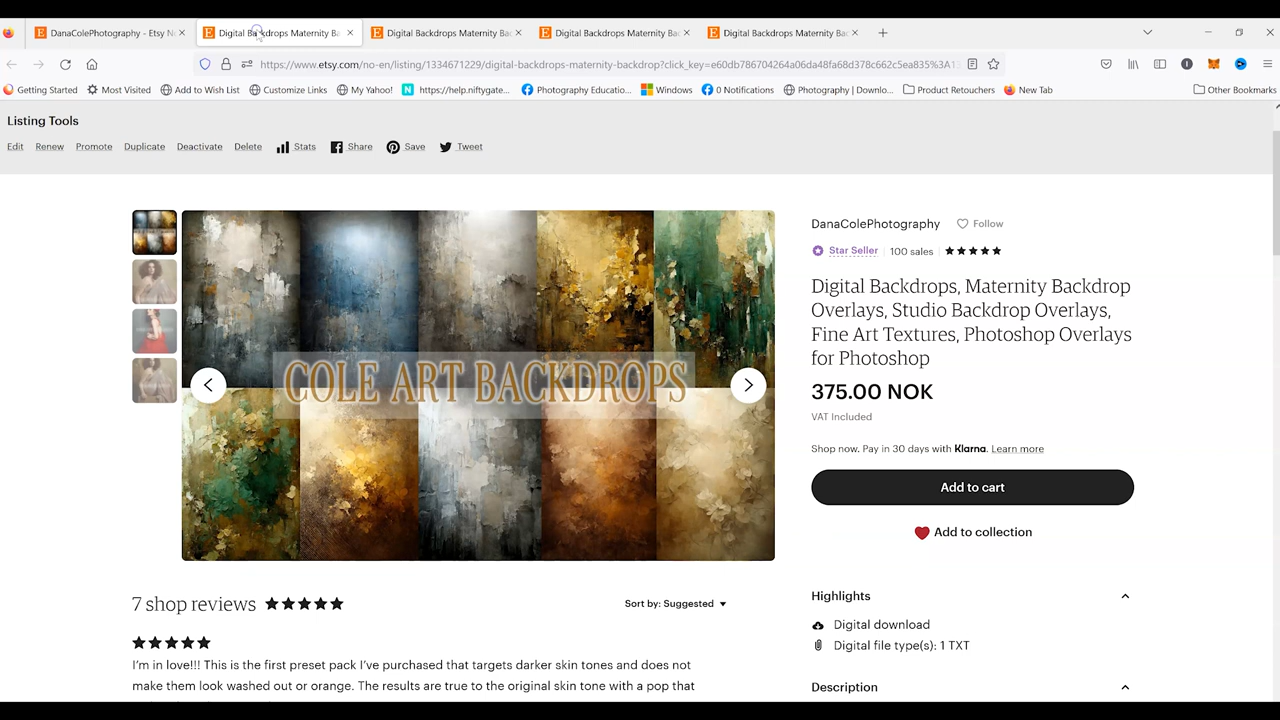 DanaColePhotography - Etsy No
Digital Backdrops Maternity Ba
Digital Backdrops Maternity Bac
Digital Backdrops Maternity Bac
Digital Backdrops Maternity Bac
https://www.etsy.com/no-en/listing/1334671229/digital-backdrops-maternity-backdrop?click_key=e60db786704264a06da48fa68d378c662c5ea835%3A13
Getting Started
Most Visited
Add to Wish List
Customize Links
My Yahoo!
https://help.niftygate...
Photography Educatio...
Windows
0 Notifications
Photography | Downlo...
Product Retouchers
New Tab
Other Bookmarks
Listing Tools
Edit Renew Promote Duplicate Deactivate Delete Stats Share Save Tweet
COLE ART BACKDROPS
DanaColePhotography Follow
Star Seller 100 sales
Digital Backdrops, Maternity Backdrop
Overlays, Studio Backdrop Overlays,
Fine Art Textures, Photoshop Overlays
for Photoshop
375.00 NOK
VAT Included
Shop now. Pay in 30 days with Klarna. Learn more
Add to cart
Add to collection
7 shop reviews
Sort by: Suggested
I'm in love!!! This is the first preset pack I've purchased that targets darker skin tones and does not
make them look washed out or orange. The results are true to the original skin tone with a pop that
Highlights
Digital download
Digital file type(s): 1 TXT
Description